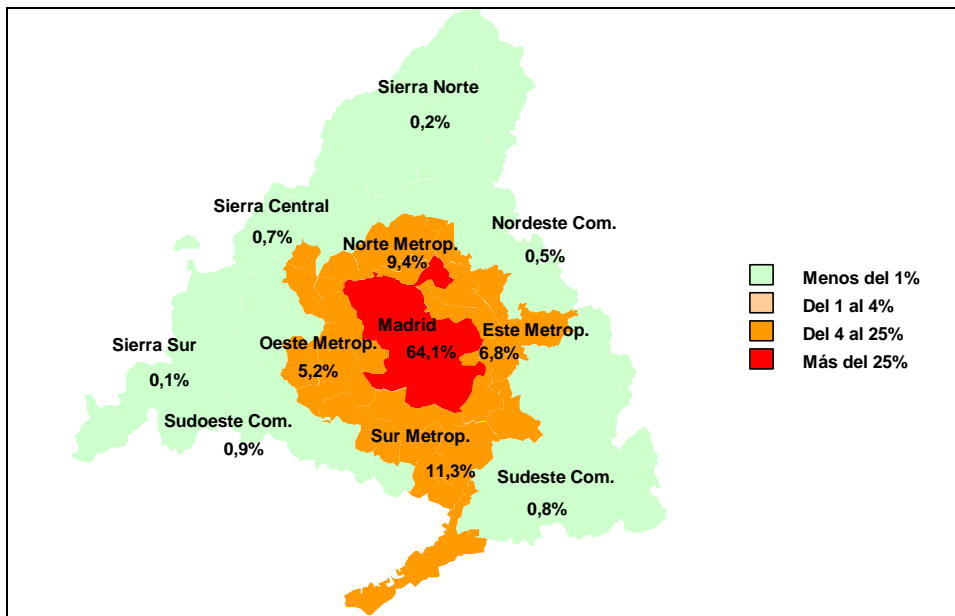 Sierra Norte
0,2%
Sierra Central
0,7%
Nordeste Com.
0,5%
Norte Metrop.
9,4%
Madrid
64,1%
Este Metrop.
6,8%
Oeste Metrop.
5,2%
Sierra Sur
0,1%
Sudoeste Com.
0,9%
Sur Metrop.
11,3%
Sudeste Com.
0,8%
Menos del 1%
Del 1 al 4%
Del 4 al 25%
Más del 25%